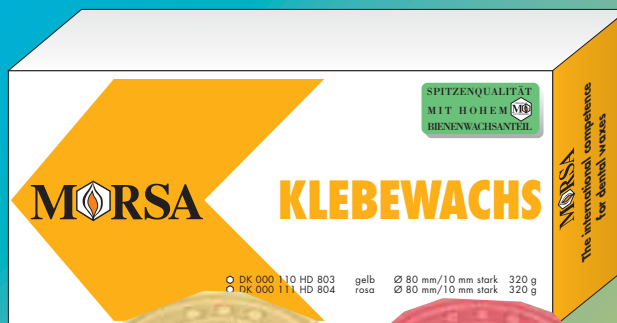 SPITZENQUALITÄT
MIT HOHEM
BIENENWACHSANTEIL
MORSA
KLEBEWACHS
DK 000 110 HD 803 gelb Ø 80 mm/10 mm stark 320 g
DK 000 111 HD 804 rosa Ø 80 mm/10 mm stark 320 g
MORSA
The international competence
for dental waxes